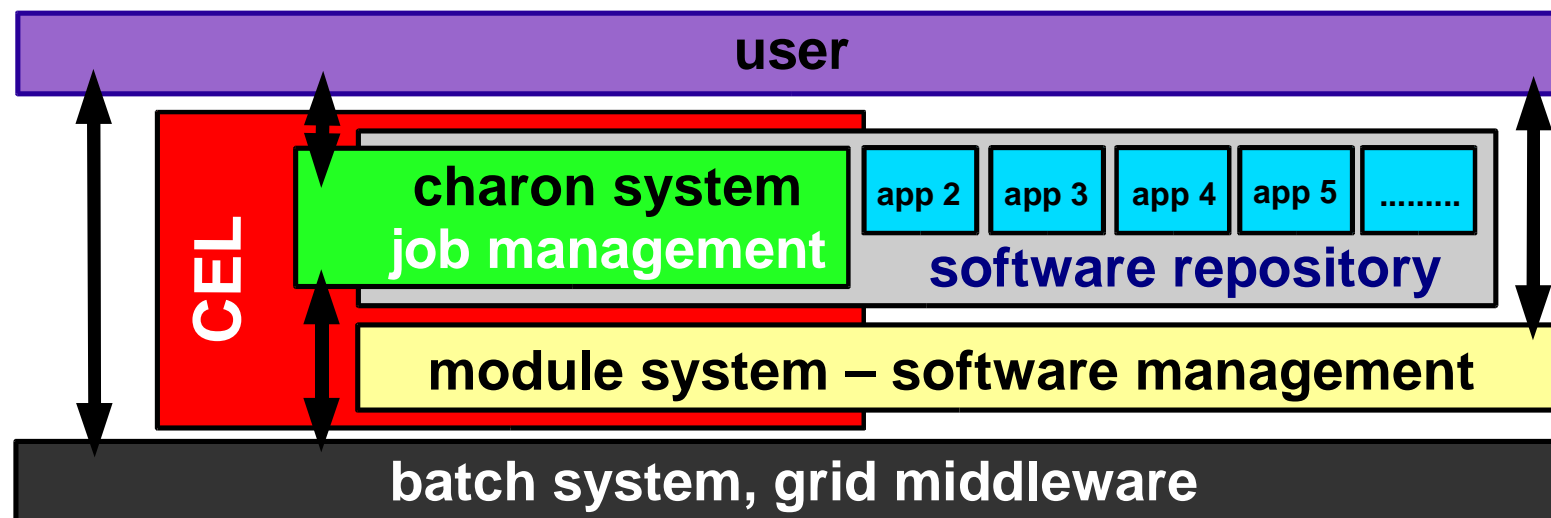 user
charon system
job management
app 2
app 3
app 4
app 5
.........
software repository
CEL
module system – software management
batch system, grid middleware